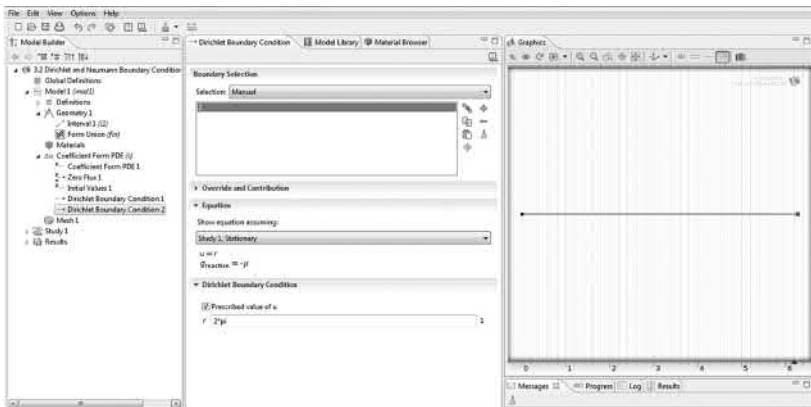 File Edit View Options Help
Model Builder
3.2 Dirichlet and Neumann Boundary Condition
Global Definitions
Model 1 (mod1)
Definitions
Geometry 1
Interval 1 (i1)
Form Union (fin)
Materials
Coefficient Form PDE (c)
Coefficient Form PDE 1
Zero Flux 1
Initial Values 1
Dirichlet Boundary Condition 1
Dirichlet Boundary Condition 2
Mesh 1
Study 1
Results
Dirichlet Boundary Condition Model Library Material Browser
Boundary Selection
Selection: Manual
Override and Contribution
Equation
Show equation assuming:
Study 1, Stationary
u = r
g reaction = -μ
Dirichlet Boundary Condition
Prescribed value of u
r 2*pi 1
Graphics
0 1 2 3 4 5 6
Messages Progress Log Results